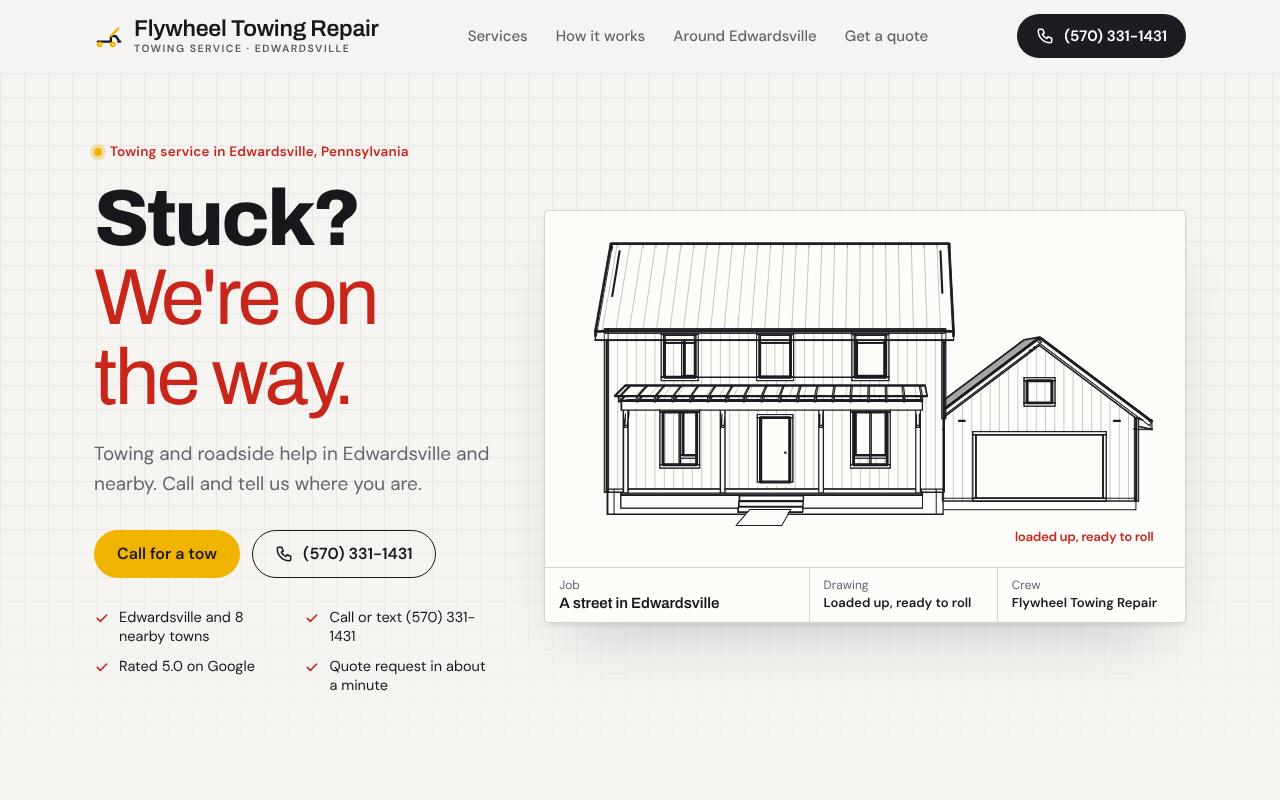 Flywheel Towing Repair
TOWING SERVICE · EDWARDSVILLE
Services
How it works
Around Edwardsville
Get a quote
(570) 331-1431
Towing service in Edwardsville, Pennsylvania
Stuck?
We're on
the way.
Towing and roadside help in Edwardsville and
nearby. Call and tell us where you are.
Call for a tow
(570) 331-1431
Edwardsville and 8
nearby towns
Call or text (570) 331-
1431
Rated 5.0 on Google
Quote request in about
a minute
loaded up, ready to roll
Job
A street in Edwardsville
Drawing
Loaded up, ready to roll
Crew
Flywheel Towing Repair